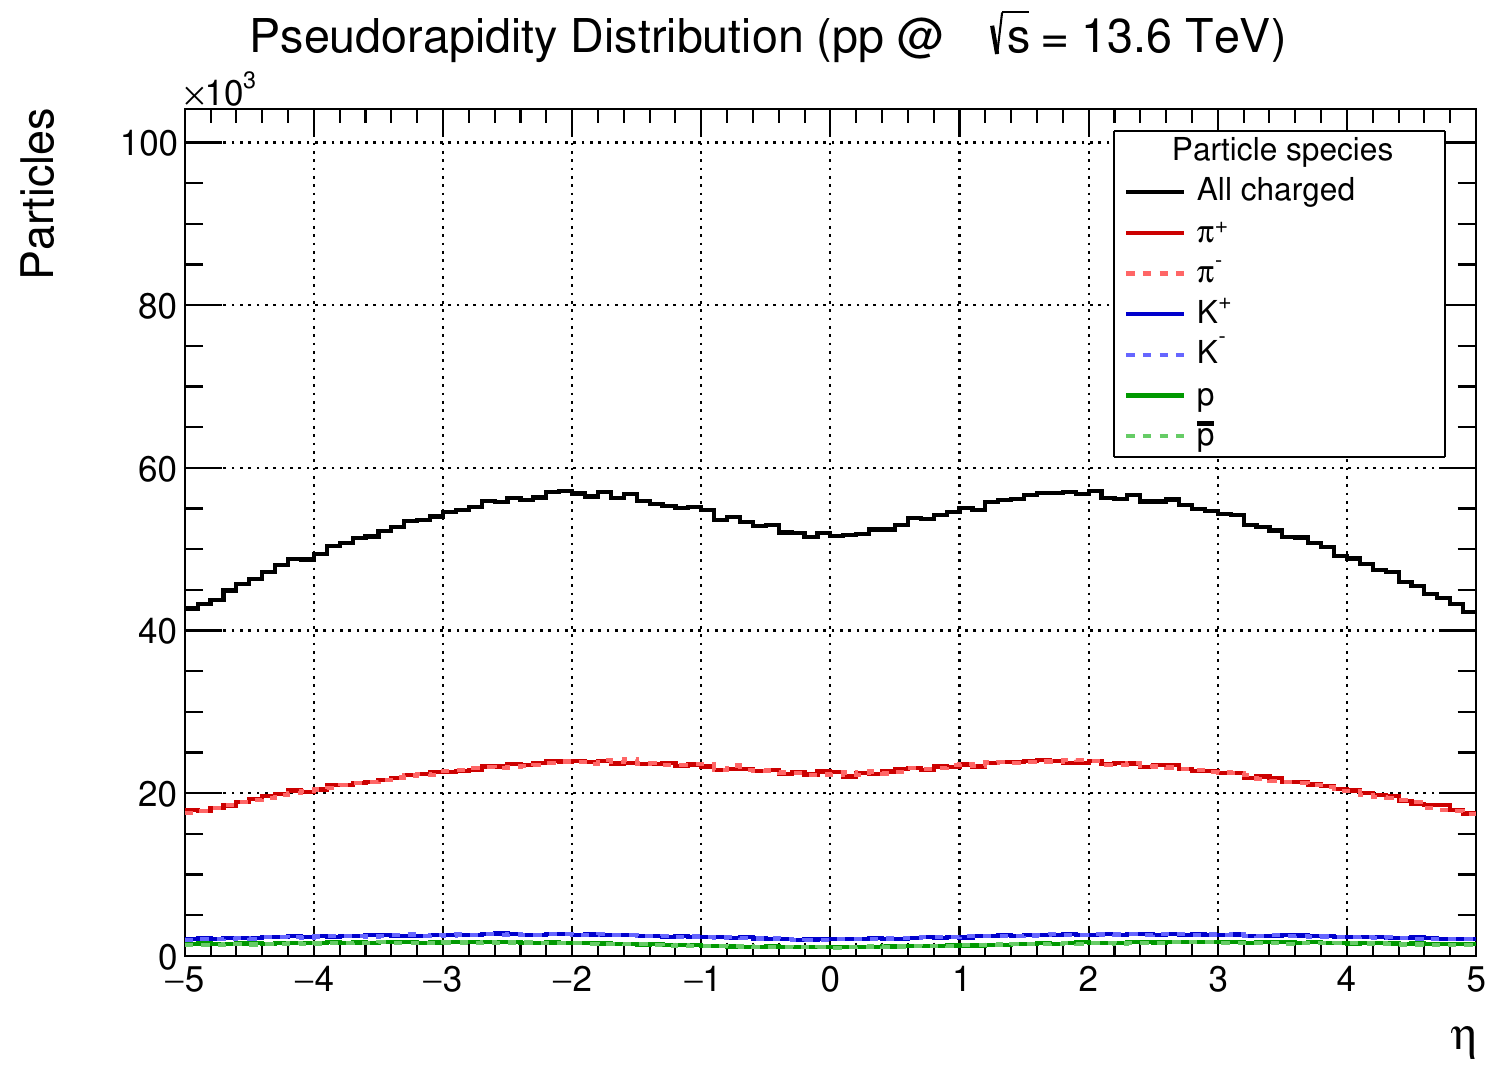 Pseudorapidity Distribution (pp @ √s = 13.6 TeV)
×10³
Particles
100
80
60
40
20
0
Particle species
All charged
π⁺
π⁻
K⁺
K⁻
p
p̅
−5 −4 −3 −2 −1 0 1 2 3 4 5
η